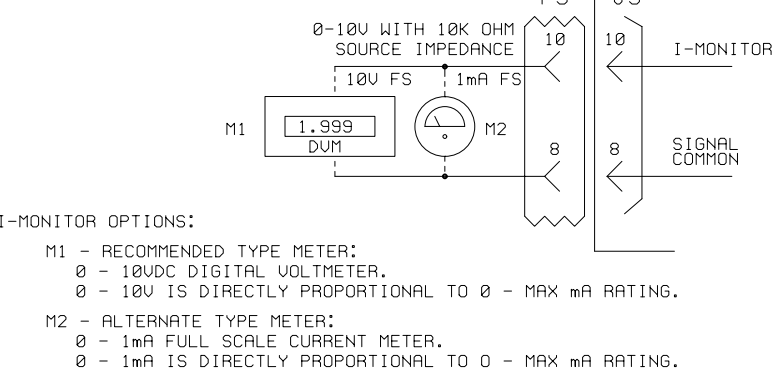 0-10V WITH 10K OHM
SOURCE IMPEDANCE
10
10
I-MONITOR
10V FS
1mA FS
M1
1.999
DVM
M2
8
8
SIGNAL
COMMON
I-MONITOR OPTIONS:
M1 - RECOMMENDED TYPE METER:
0 - 10VDC DIGITAL VOLTMETER.
0 - 10V IS DIRECTLY PROPORTIONAL TO 0 - MAX mA RATING.
M2 - ALTERNATE TYPE METER:
0 - 1mA FULL SCALE CURRENT METER.
0 - 1mA IS DIRECTLY PROPORTIONAL TO O - MAX mA RATING.